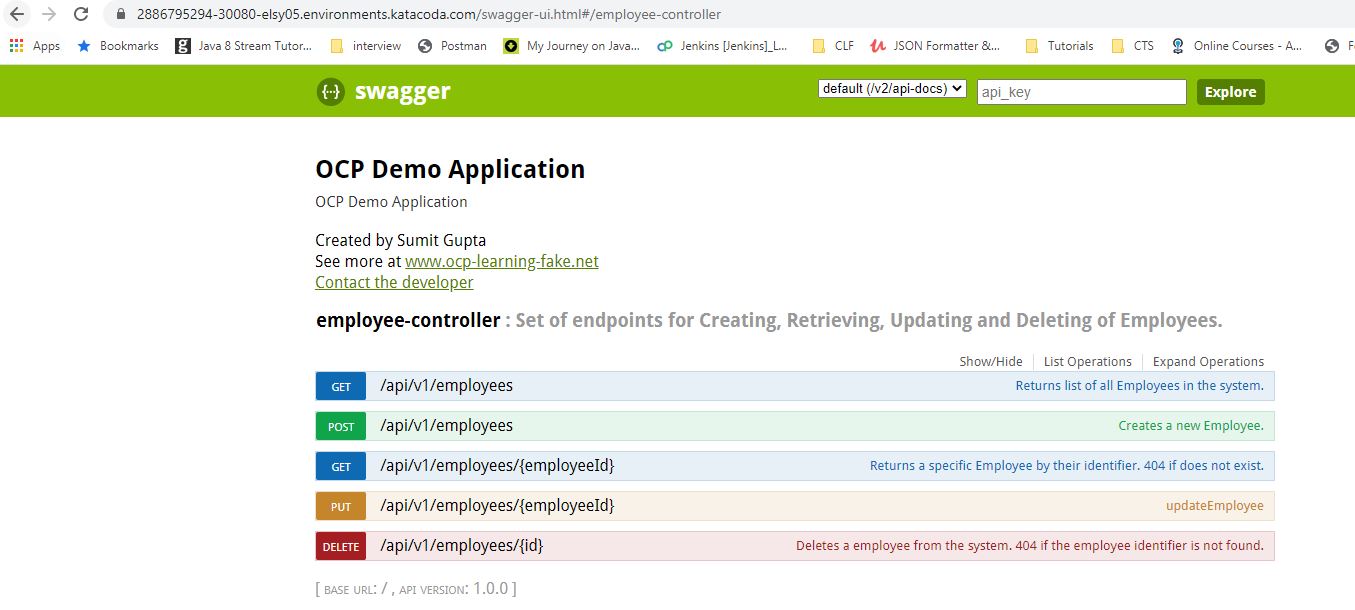 2886795294-30080-elsy05.environments.katacoda.com/swagger-ui.html#/employee-controller
Apps Bookmarks Java 8 Stream Tutor... interview Postman My Journey on Java... Jenkins [Jenkins]_L... CLF JSON Formatter &... Tutorials CTS Online Courses - A...
{··} swagger default (/v2/api-docs) api_key Explore
OCP Demo Application
OCP Demo Application
Created by Sumit Gupta
See more at www.ocp-learning-fake.net
Contact the developer
employee-controller : Set of endpoints for Creating, Retrieving, Updating and Deleting of Employees.
Show/Hide List Operations Expand Operations
GET /api/v1/employees Returns list of all Employees in the system.
POST /api/v1/employees Creates a new Employee.
GET /api/v1/employees/{employeeId} Returns a specific Employee by their identifier. 404 if does not exist.
PUT /api/v1/employees/{employeeId} updateEmployee
DELETE /api/v1/employees/{id} Deletes a employee from the system. 404 if the employee identifier is not found.
[ BASE URL: / , API VERSION: 1.0.0 ]